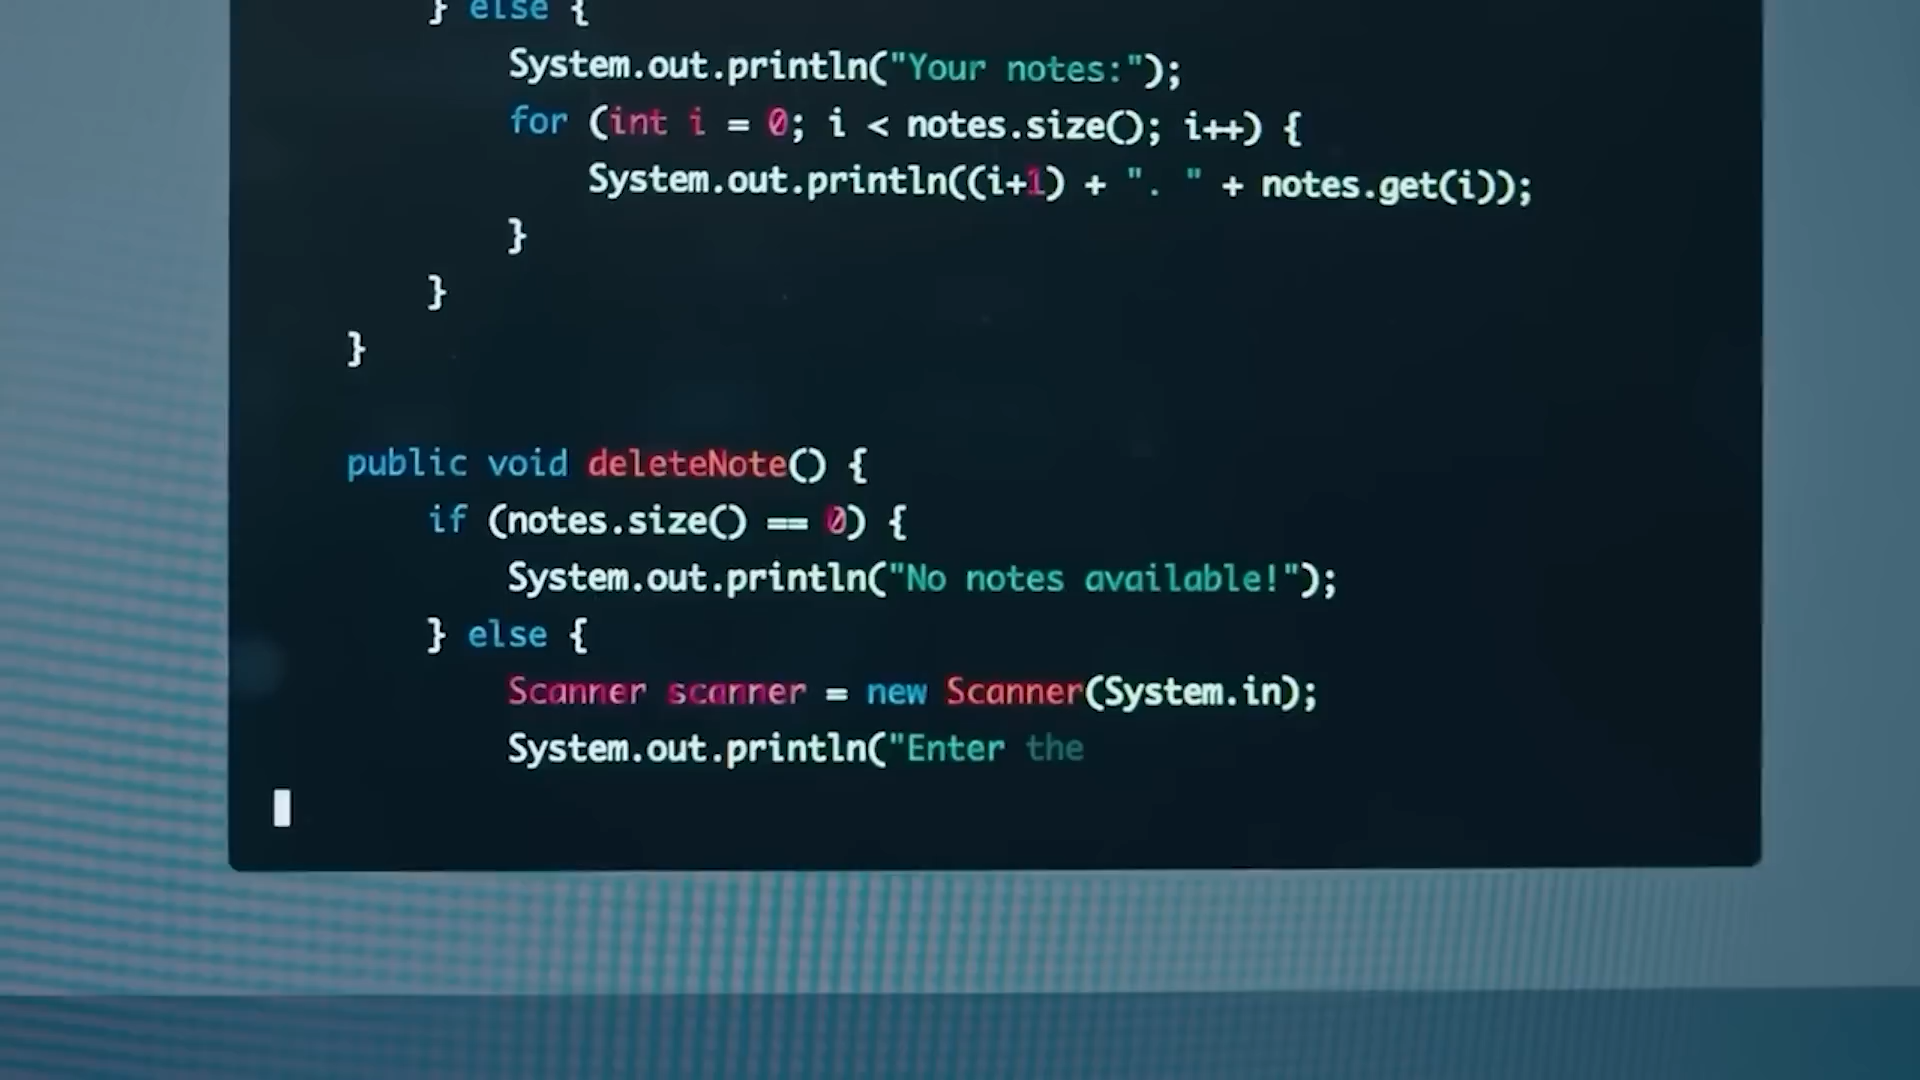 } else {
System.out.println("Your notes:");
for (int i = 0; i < notes.size(); i++) {
System.out.println((i+1) + ". " + notes.get(i));
}
}
}
public void deleteNote() {
if (notes.size() == 0) {
System.out.println("No notes available!");
} else {
Scanner scanner = new Scanner(System.in);
System.out.println("Enter the